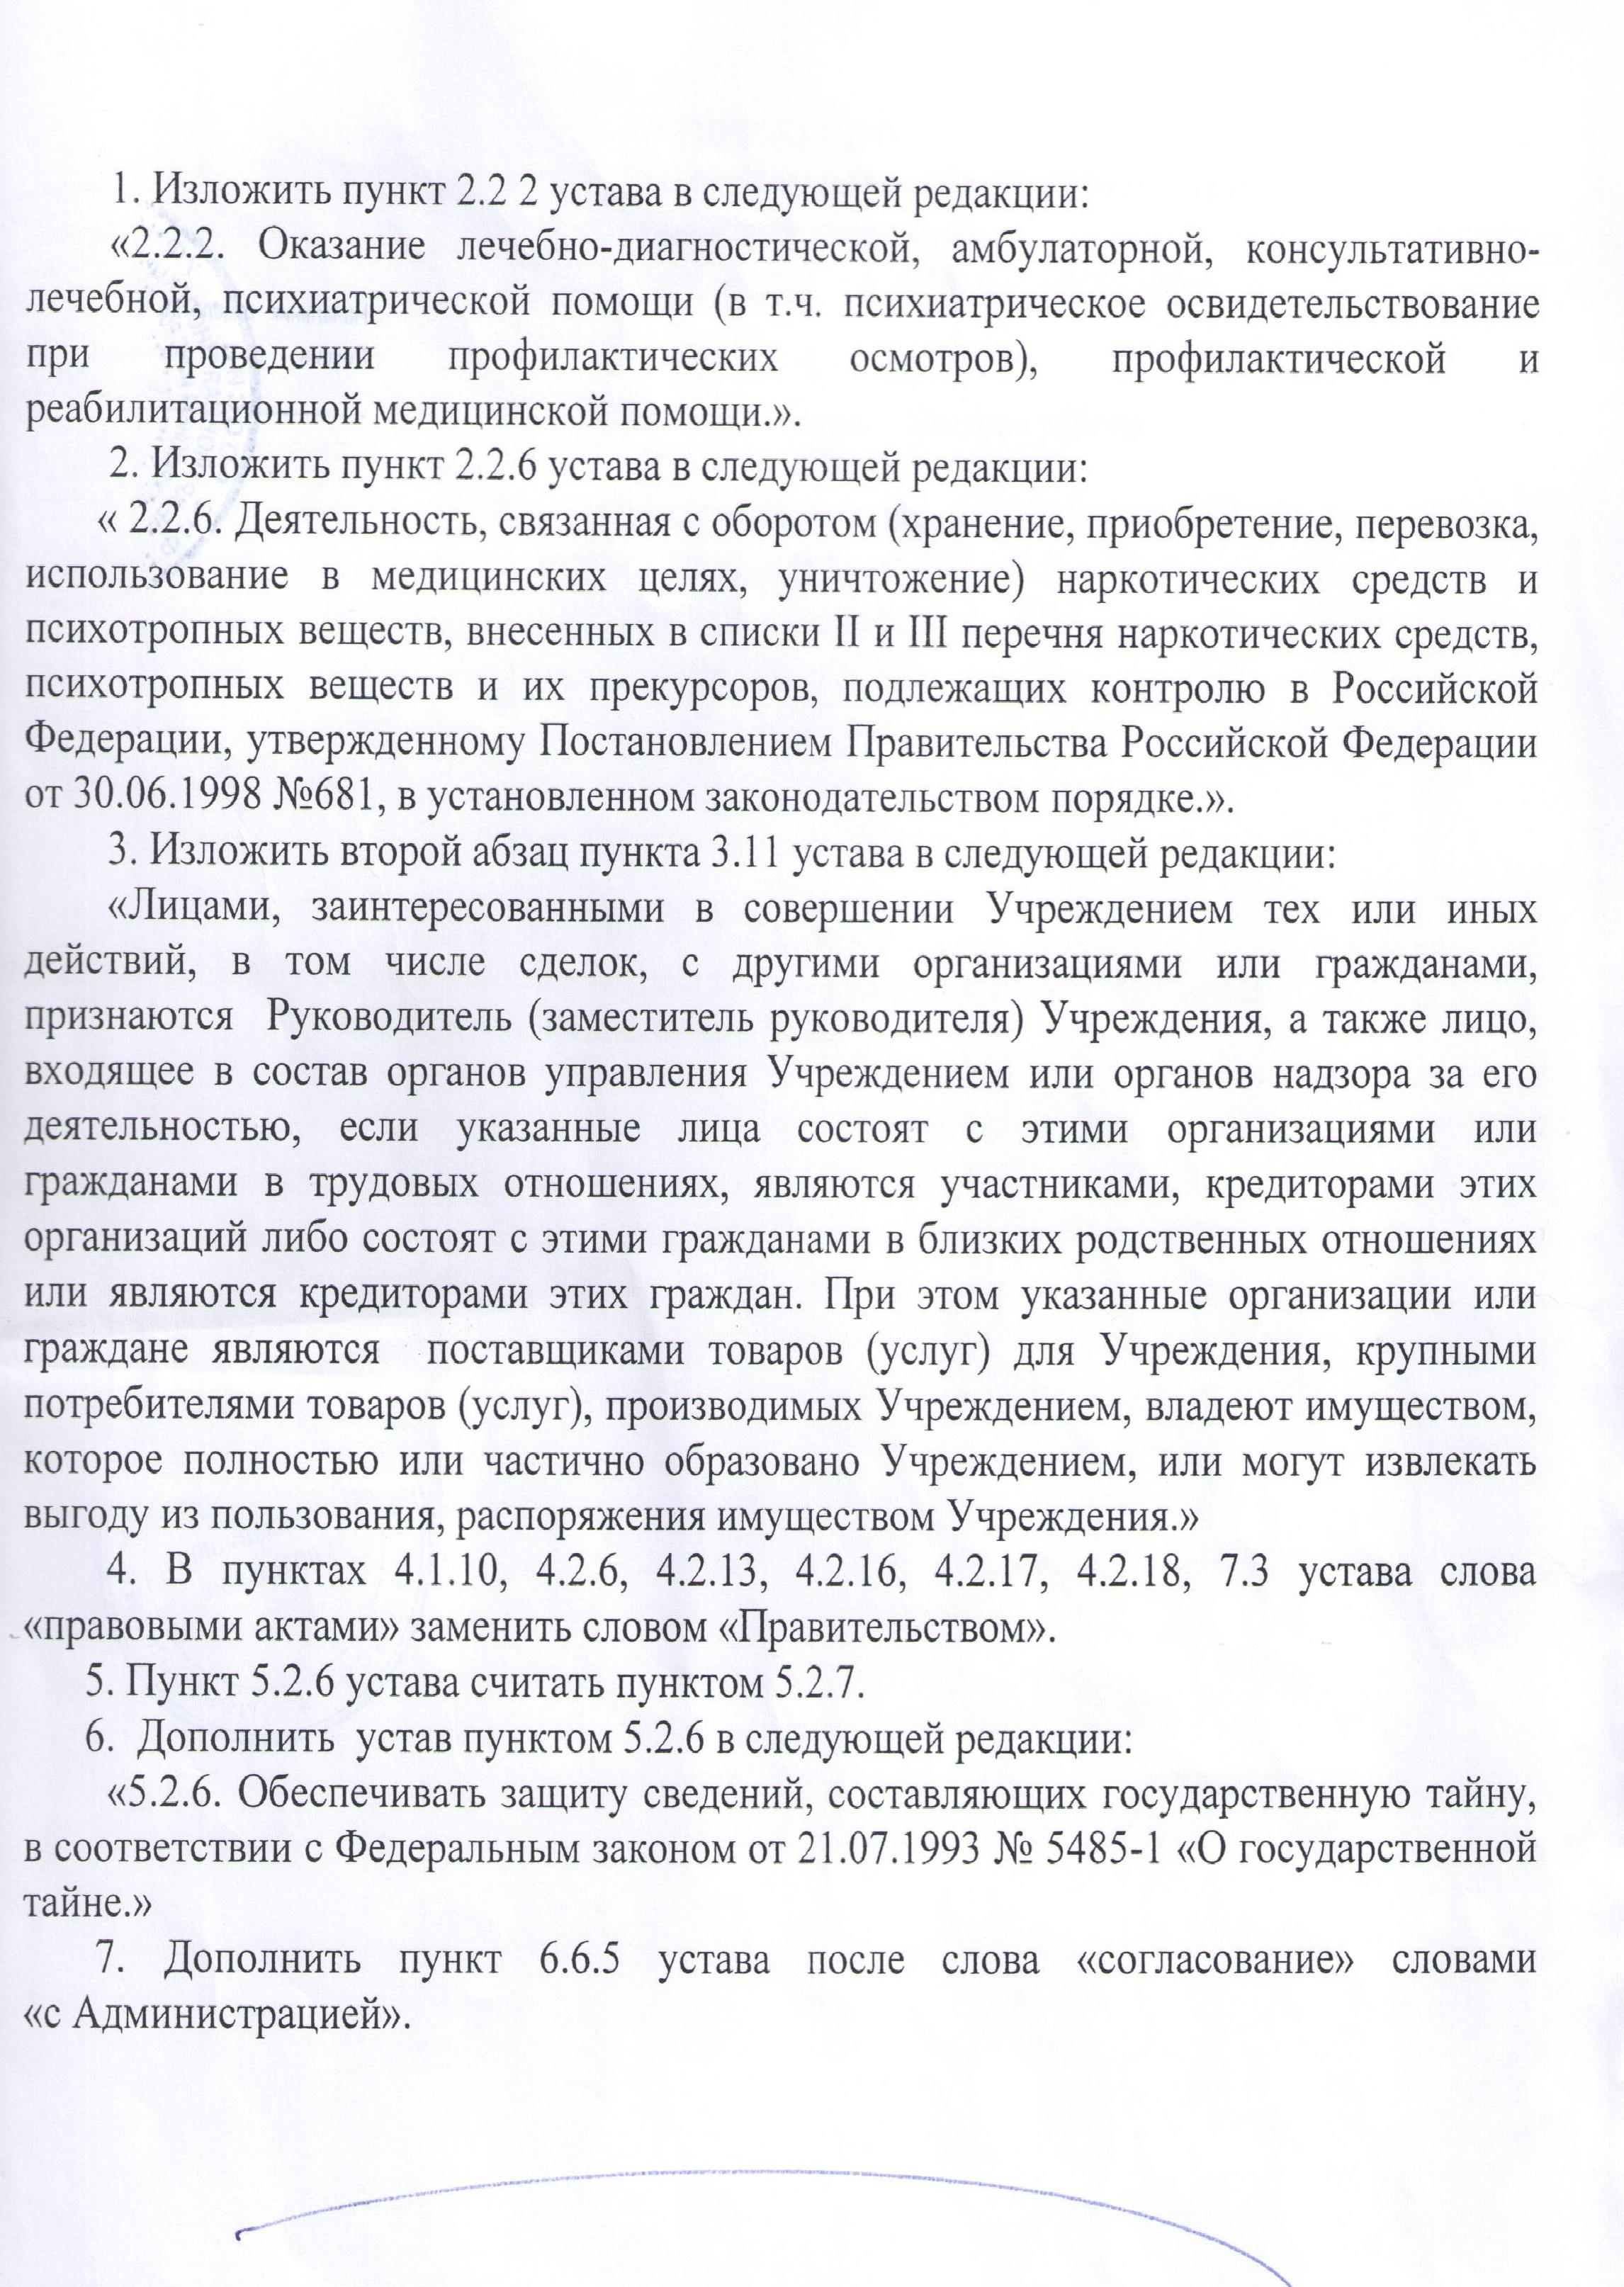 1. Изложить пункт 2.2 2 устава в следующей редакции:
«2.2.2. Оказание лечебно-диагностической, амбулаторной, консультативно-
лечебной, психиатрической помощи (в т.ч. психиатрическое освидетельствование
при проведении профилактических осмотров), профилактической и
реабилитационной медицинской помощи.».
2. Изложить пункт 2.2.6 устава в следующей редакции:
« 2.2.6. Деятельность, связанная с оборотом (хранение, приобретение, перевозка,
использование в медицинских целях, уничтожение) наркотических средств и
психотропных веществ, внесенных в списки II и III перечня наркотических средств,
психотропных веществ и их прекурсоров, подлежащих контролю в Российской
Федерации, утвержденному Постановлением Правительства Российской Федерации
от 30.06.1998 №681, в установленном законодательством порядке.».
3. Изложить второй абзац пункта 3.11 устава в следующей редакции:
«Лицами, заинтересованными в совершении Учреждением тех или иных
действий, в том числе сделок, с другими организациями или гражданами,
признаются Руководитель (заместитель руководителя) Учреждения, а также лицо,
входящее в состав органов управления Учреждением или органов надзора за его
деятельностью, если указанные лица состоят с этими организациями или
гражданами в трудовых отношениях, являются участниками, кредиторами этих
организаций либо состоят с этими гражданами в близких родственных отношениях
или являются кредиторами этих граждан. При этом указанные организации или
граждане являются поставщиками товаров (услуг) для Учреждения, крупными
потребителями товаров (услуг), производимых Учреждением, владеют имуществом,
которое полностью или частично образовано Учреждением, или могут извлекать
выгоду из пользования, распоряжения имуществом Учреждения.»
4. В пунктах 4.1.10, 4.2.6, 4.2.13, 4.2.16, 4.2.17, 4.2.18, 7.3 устава слова
«правовыми актами» заменить словом «Правительством».
5. Пункт 5.2.6 устава считать пунктом 5.2.7.
6. Дополнить устав пунктом 5.2.6 в следующей редакции:
«5.2.6. Обеспечивать защиту сведений, составляющих государственную тайну,
в соответствии с Федеральным законом от 21.07.1993 № 5485-1 «О государственной
тайне.»
7. Дополнить пункт 6.6.5 устава после слова «согласование» словами
«с Администрацией».